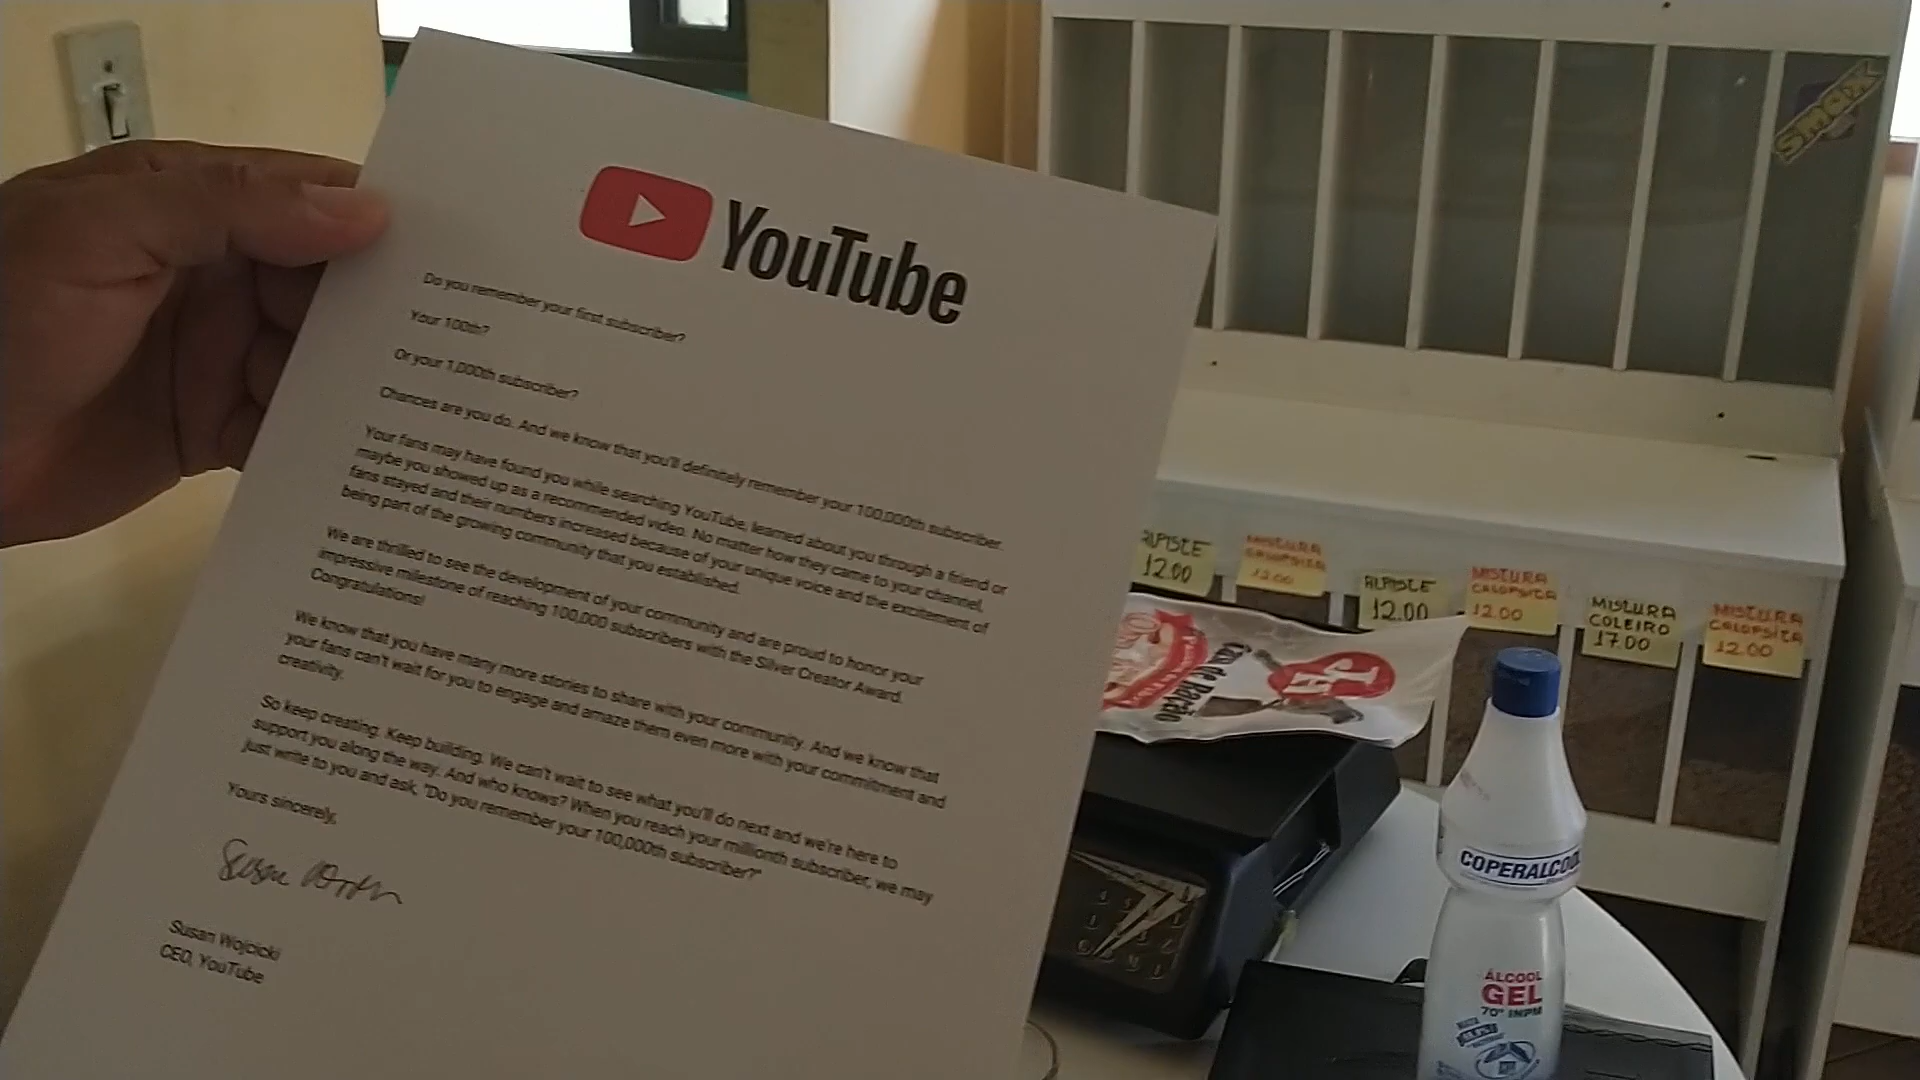 YouTube
Do you remember your first subscriber?
Your 100th?
Or your 1,000th subscriber?
Chances are you do. And we know that you'll definitely remember your 100,000th subscriber.
Your fans may have found you while searching YouTube, learned about you through a friend or
maybe you showed up as a recommended video. No matter how they came to your channel,
fans stayed and their numbers increased because of your unique voice and the excitement of
being part of the growing community that you established.
We are thrilled to see the development of your community and are proud to honor your
impressive milestone of reaching 100,000 subscribers with the Silver Creator Award.
Congratulations!
We know that you have many more stories to share with your community. And we know that
your fans can't wait for you to engage and amaze them even more with your commitment and
creativity.
So keep creating. Keep building. We can't wait to see what you'll do next and we're here to
support you along the way. And who knows? When you reach your millionth subscriber, we may
just write to you and ask, "Do you remember your 100,000th subscriber?"
Yours sincerely,
Susan Wojcicki
CEO, YouTube
SMAX
ALPISTE
12.00
MISTURA
CALOPSITA
12.00
ALPISTE
12.00
MISTURA
CALOPSITA
12.00
MISTURA
COLEIRO
17.00
MISTURA
CALOPSITA
12.00
Casa de Ração
COPERALCOOL
ÁLCOOL
GEL
70° INPM